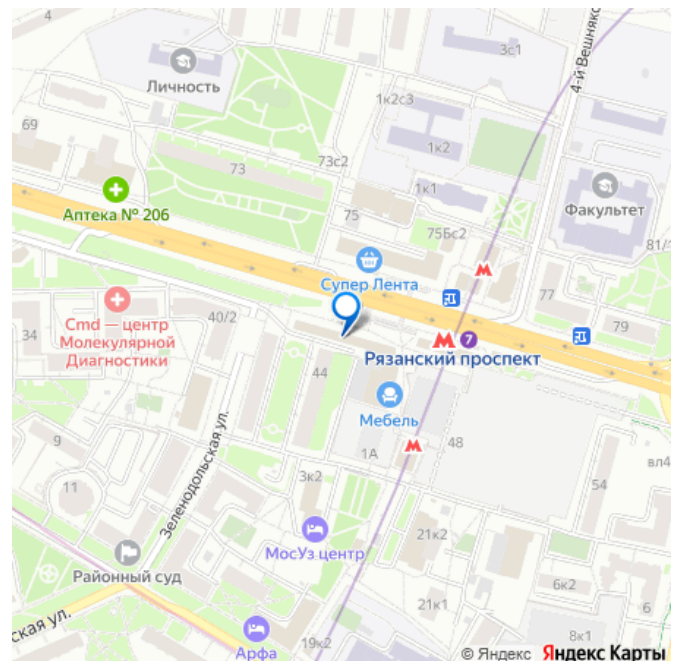 4
3с1
4-й Вешняко
Личность
1к2с3
69
73с2
1к2
73
1к1
Аптека № 206
75
Факультет
75Бс2
81/1
Супер Лента
77
40/2
79
34
Cmd — центр
Молекулярной
Диагностики
7
Рязанский проспект
44
Мебель
9
1А
48
вл4
Зеленодольская ул.
3к2
54
11
МосУз центр
21к2
Районный суд
6к2
21к1
6
ская ул.
Арфа
19к2
8к1
© Яндекс Яндекс Карты